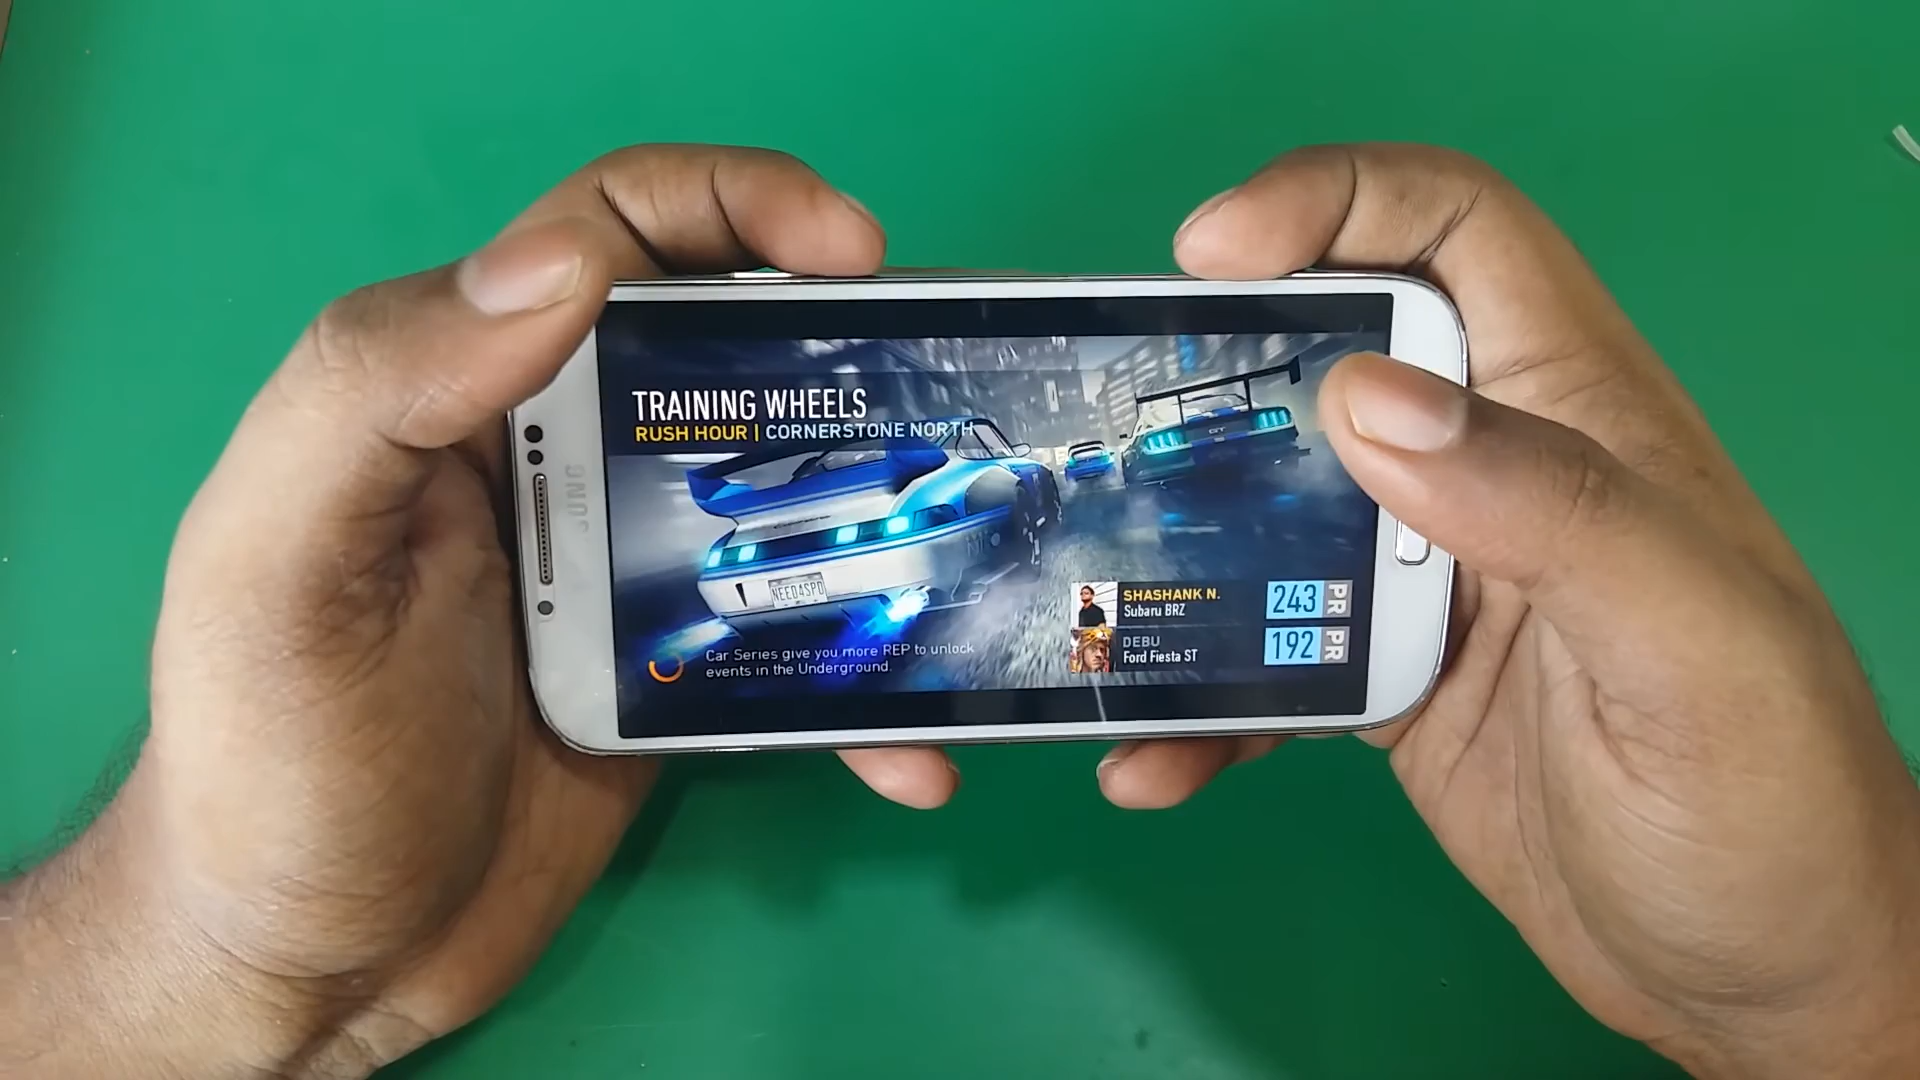 TRAINING WHEELS
RUSH HOUR | CORNERSTONE NORTH
GT
NEED4SPD
SHASHANK N.
Subaru BRZ
243 PR
DEBU
Ford Fiesta ST
192 PR
Car Series give you more REP to unlock
events in the Underground.